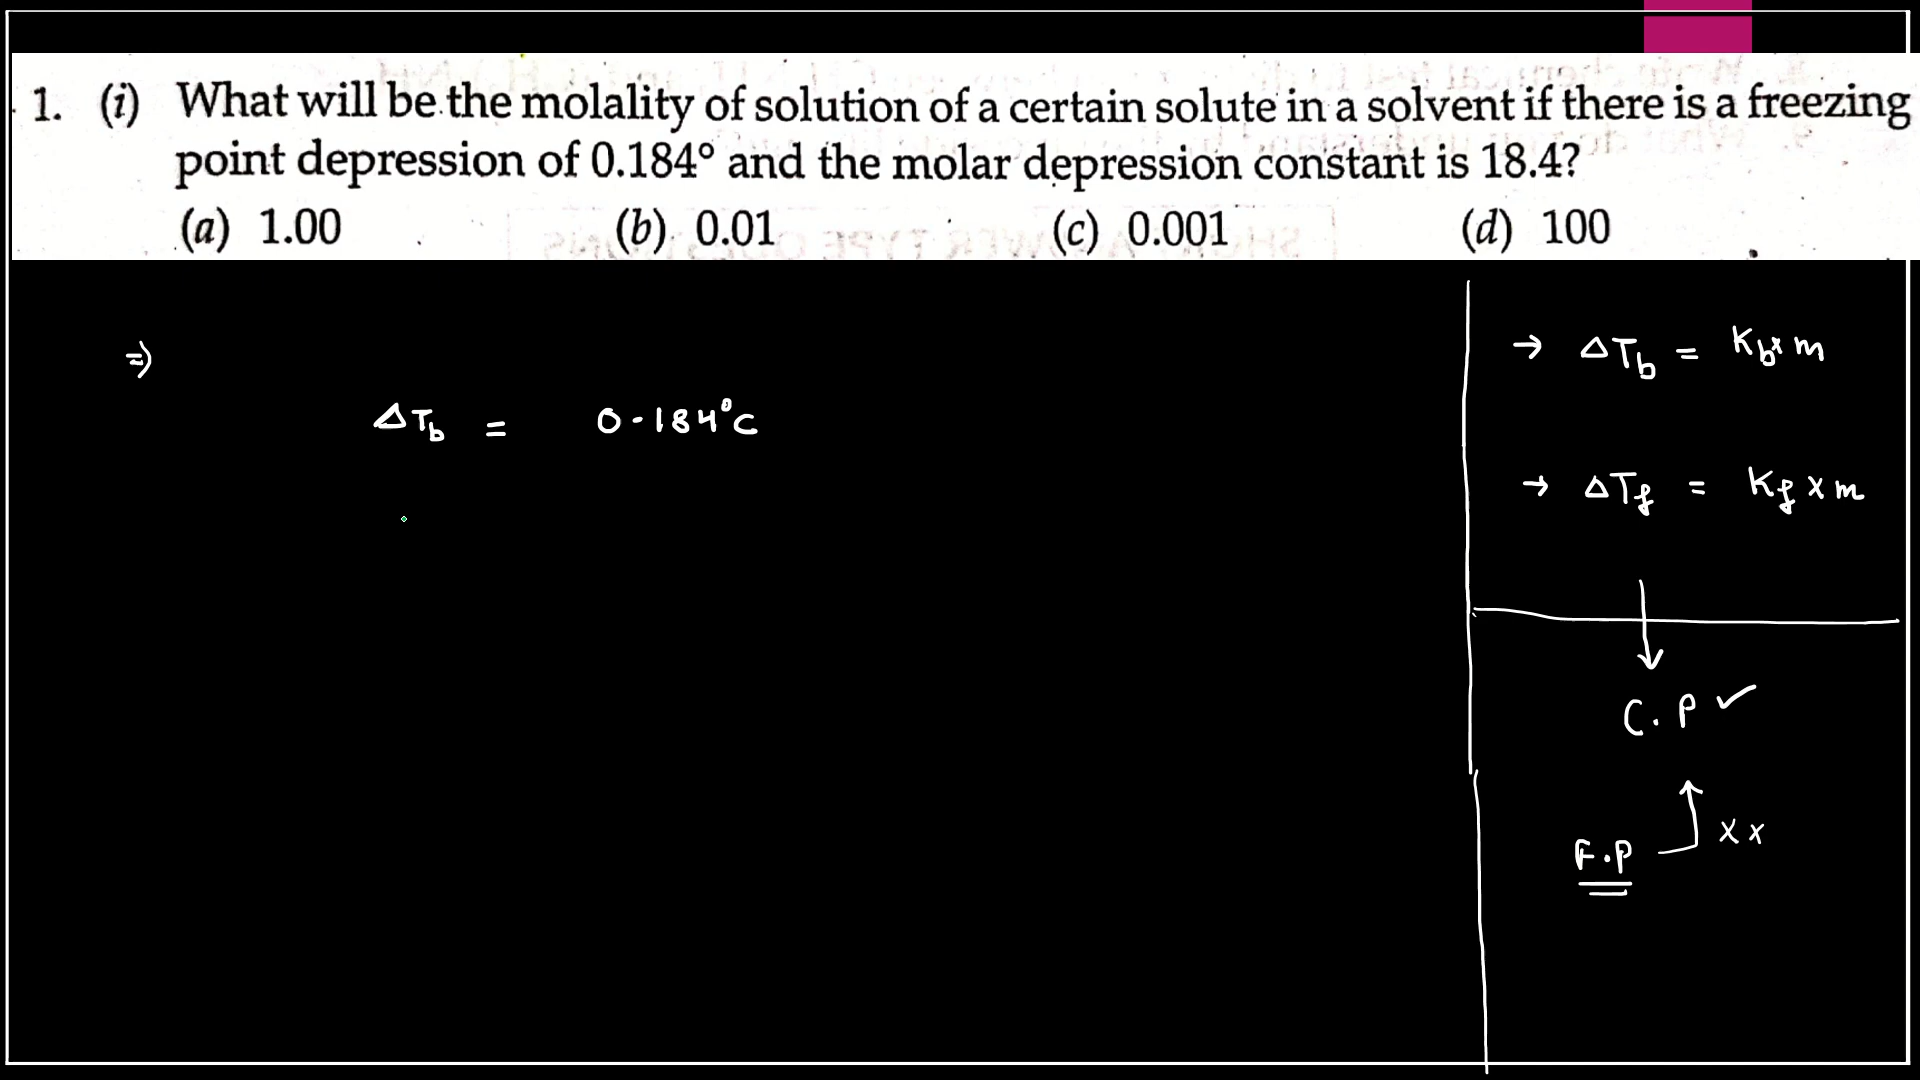 1. (i) What will be the molality of solution of a certain solute in a solvent if there is a freezing
point depression of 0.184° and the molar depression constant is 18.4?
(a) 1.00 (b) 0.01 (c) 0.001 (d) 100
⇒
ΔTb = 0.184°C
→ ΔTb = Kb x m
→ ΔTf = Kf x m
C.P ✓
F.P x x